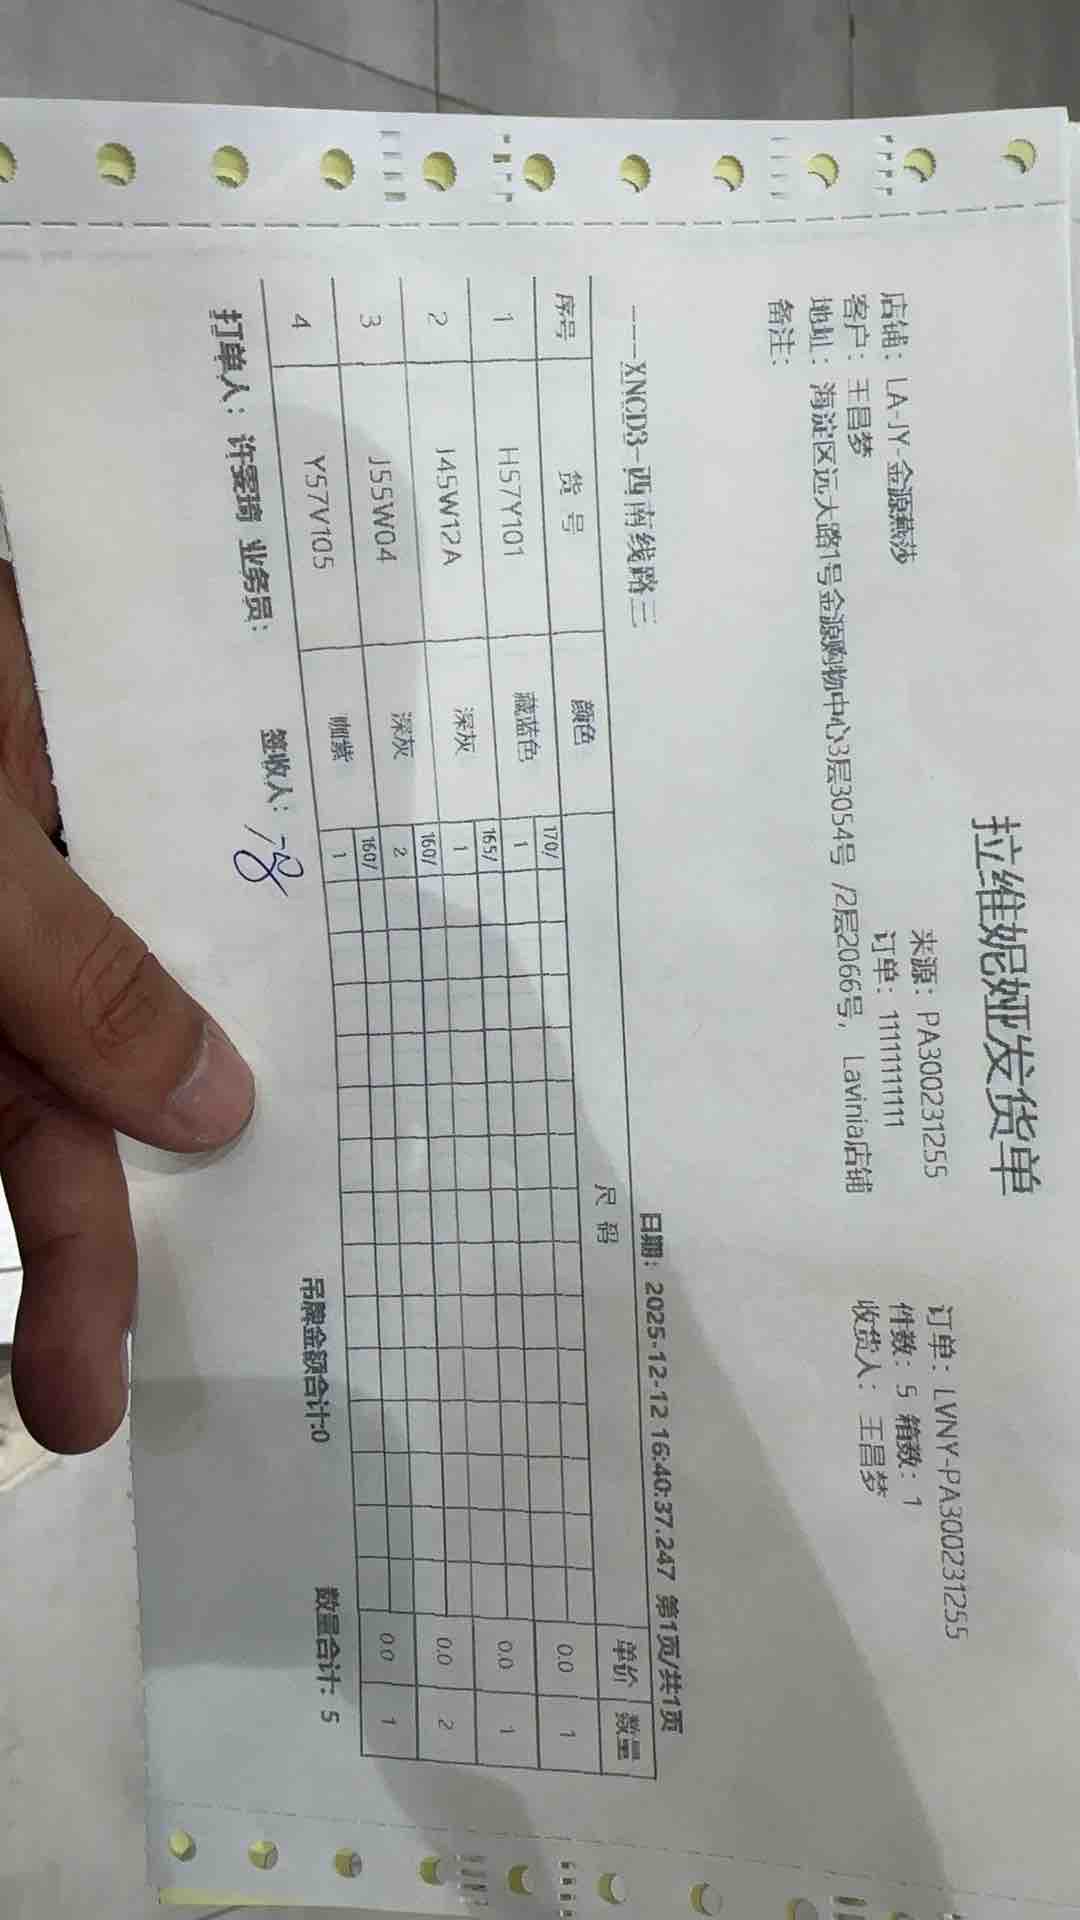 拉维妮娅发货单
店铺：LA-JY-金源燕莎 来源：PA300231255 订单：LVNY-PA300231255
客户：王昌梦 订单：1111111111 件数：5 箱数：1
地址：海淀区远大路1号金源购物中心3层3054号 /2层2066号，Lavinia店铺 收货人：王昌梦
备注：
---XNCD3-西南线路三 日期：2025-12-12 16:40:37.247 第1页/共1页
序号 货号 颜色 尺码 单价 数量
170/
1 H57Y101 藏蓝色 1 0.0 1
165/
2 J45W12A 深灰 1 0.0 1
160/
3 J55W04 深灰 2 0.0 2
160/
4 Y57V105 咖紫 1 0.0 1
打单人：许雯琦 业务员： 签收人： 吊牌金额合计:0 数量合计：5